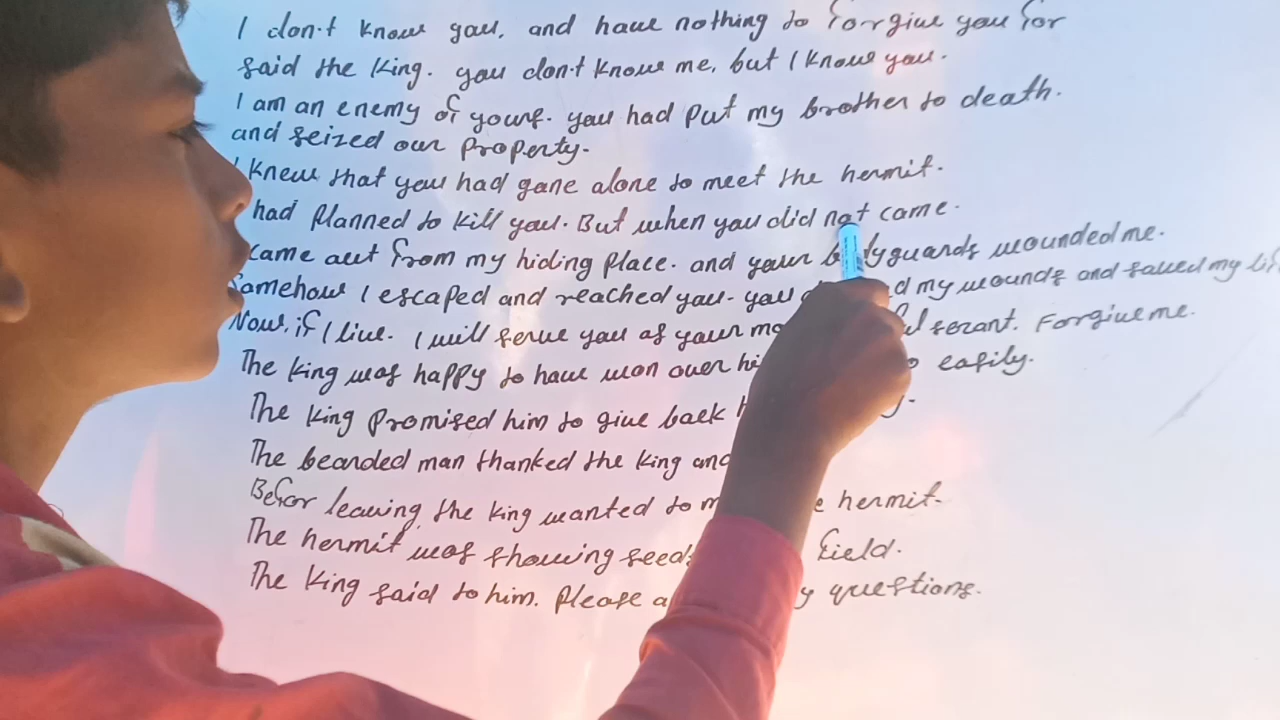 I don't know you, and have nothing to forgive you for
said the King. you don't know me, but I know you.
I am an enemy of yours. you had put my brother to death.
and seized our property.
I knew that you had gone alone to meet the hermit.
had planned to kill you. But when you did not come.
came out from my hiding place. and your bodyguards wounded me.
Somehow I escaped and reached you. you my wounds and saved my
Now, if I live. I will serve you as your serant. Forgive me.
The King was happy to have won over easily.
The King promised him to give back
The bearded man thanked the King and
Befor leaving, the king wanted to hermit.
The hermit was showing field.
The King said to him. Please questions.